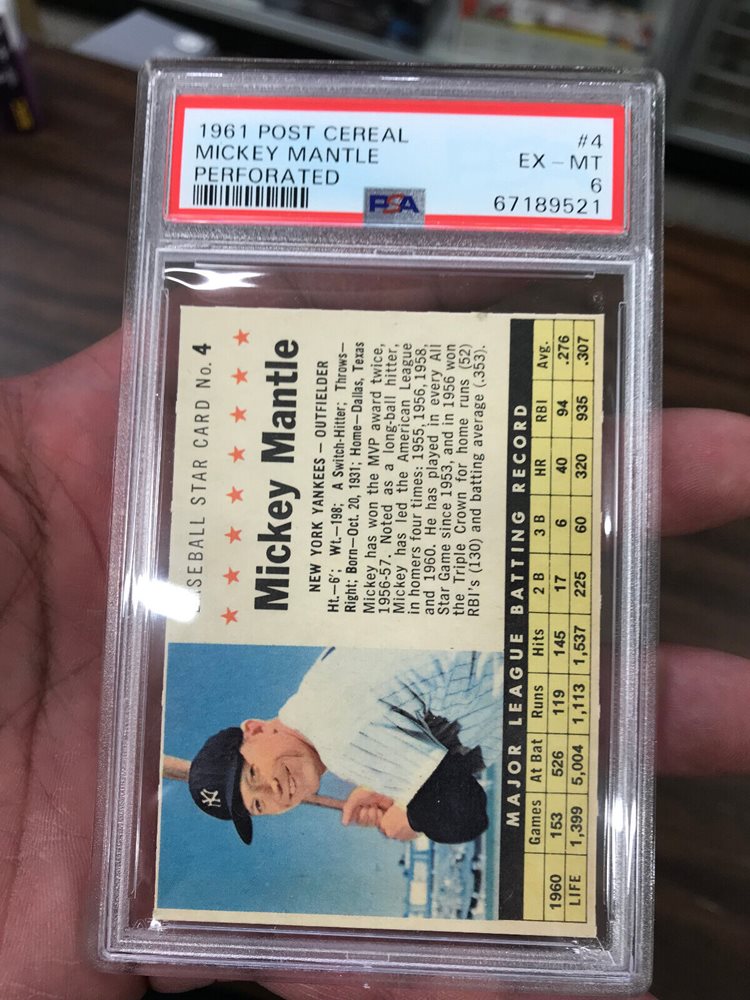 1961 POST CEREAL #4
MICKEY MANTLE EX - MT
PERFORATED 6
PSA 67189521
BASEBALL STAR CARD No. 4
Mickey Mantle
NEW YORK YANKEES — OUTFIELDER
Ht.—6'; Wt.—198; A Switch-Hitter; Throws—
Right; Born—Oct. 20, 1931; Home—Dallas, Texas
Mickey has won the MVP award twice,
1956-57. Noted as a long-ball hitter,
Mickey has led the American League
in homers four times: 1955, 1956, 1958,
and 1960. He has played in every All
Star Game since 1953, and in 1956 won
the Triple Crown for home runs (52)
RBI's (130) and batting average (.353).
NY
MAJOR LEAGUE BATTING RECORD
Games At Bat Runs Hits 2 B 3 B HR RBI Avg.
1960 153 526 119 145 17 6 40 94 .276
LIFE 1,399 5,004 1,113 1,537 225 60 320 935 .307